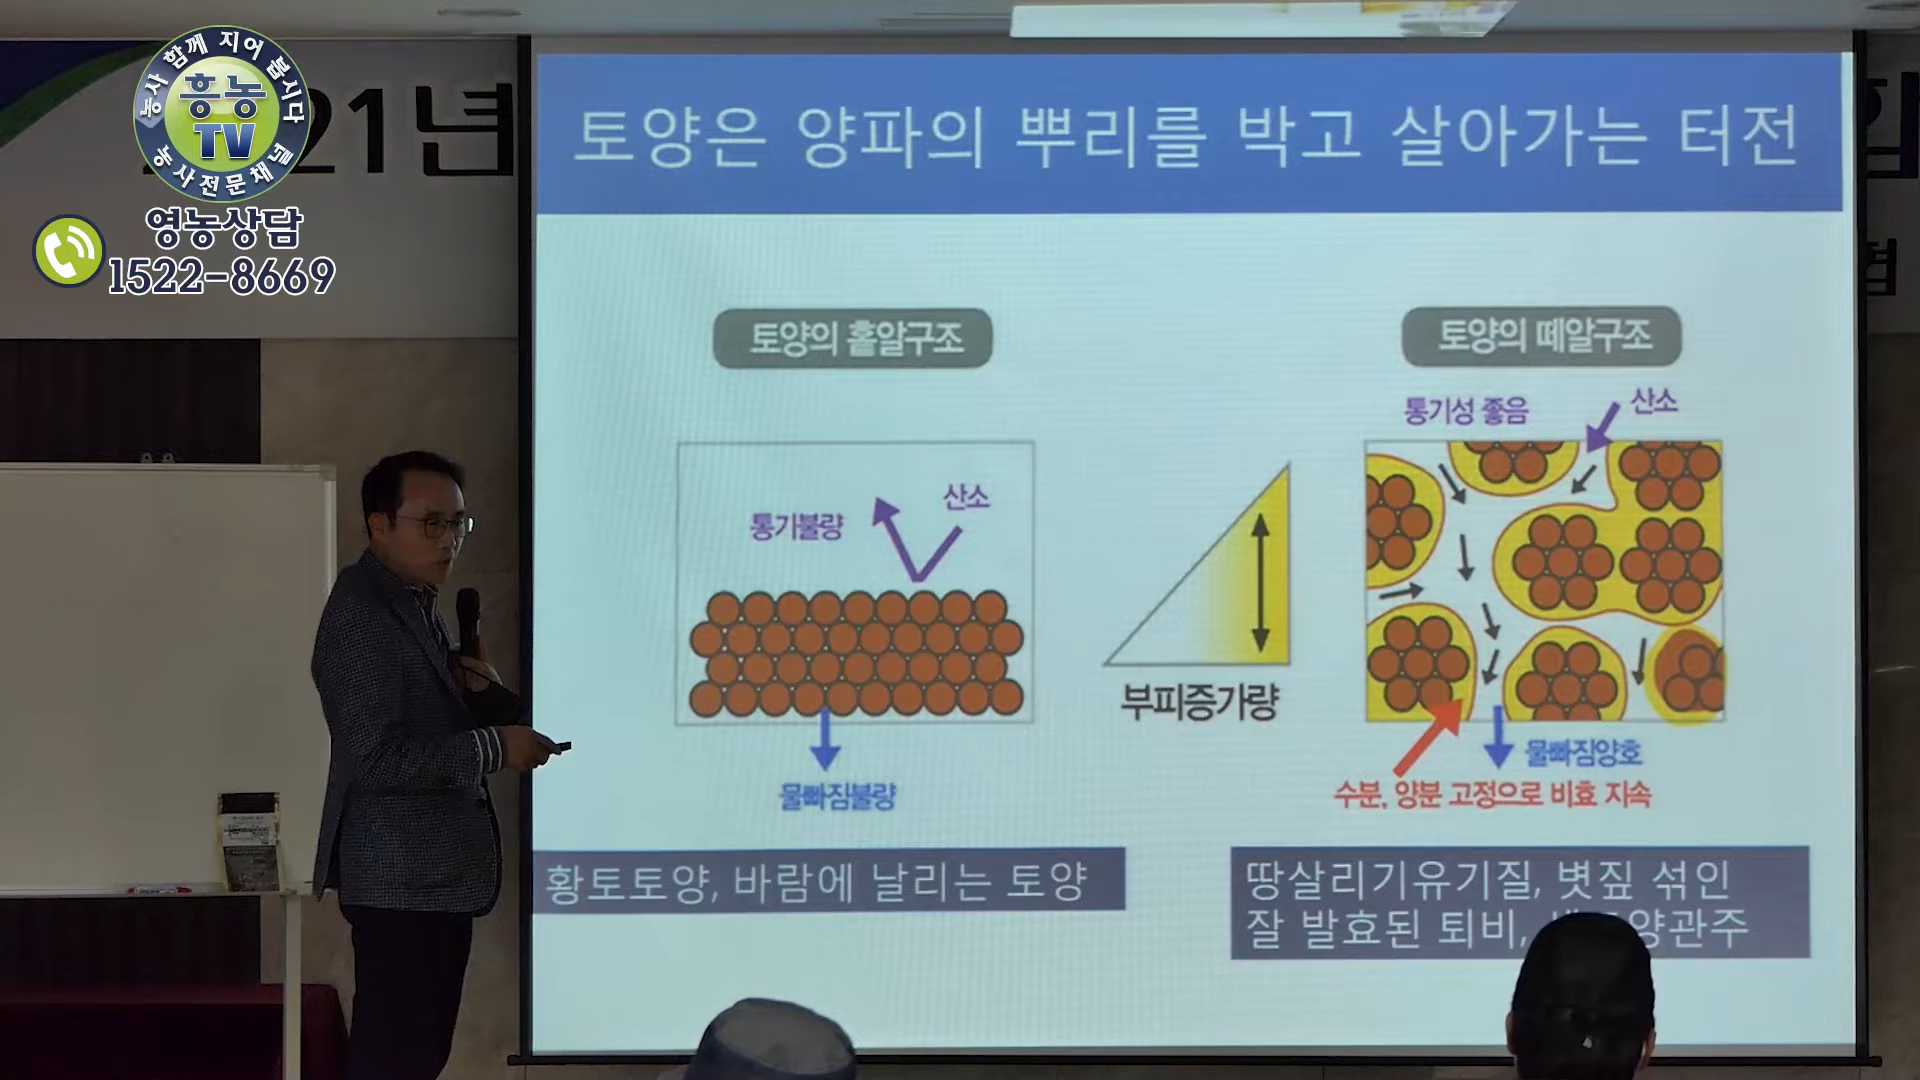 농사 함께 지어 봅시다
흥농
TV
농사전문채널
영농상담
1522-8669
21년
토양은 양파의 뿌리를 박고 살아가는 터전
토양의 홑알구조
토양의 떼알구조
통기성 좋음
산소
통기불량
산소
부피증가량
물빠짐불량
물빠짐양호
수분, 양분 고정으로 비효 지속
황토토양, 바람에 날리는 토양
땅살리기유기질, 볏짚 섞인
잘 발효된 퇴비, 양관주